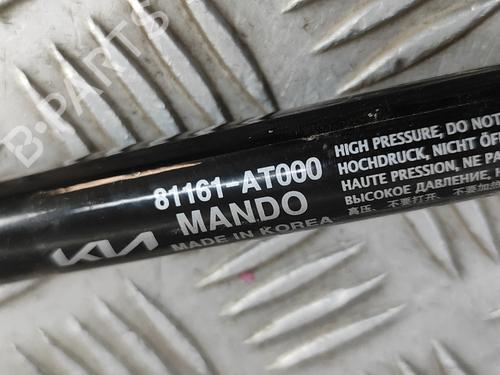 B-PARTS
81161-AT000
MANDO
KIA
MADE IN KOREA
HIGH PRESSURE, DO NOT
HOCHDRUCK, NICHT ÖF
HAUTE PRESSION, NE PA
ВЫСОКОЕ ДАВЛЕНИЕ, Н
高压、不要打开、不要加